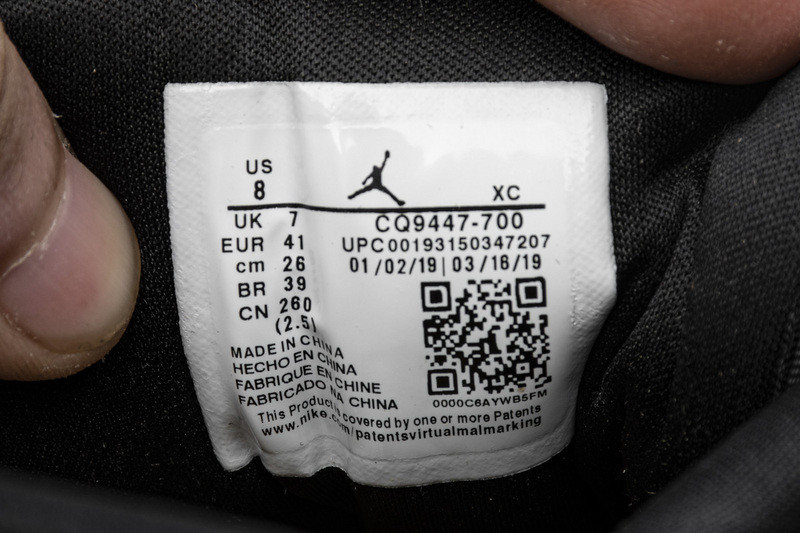 US
8
XC
UK 7
EUR 41
cm 26
BR 39
CN 260
(2.5)
CQ9447-700
UPC00193150347207
01/02/19|03/16/19
0000C6AYWB5FM
MADE IN CHINA
HECHO EN CHINA
FABRIQUE EN CHINE
FABRICADO NA CHINA
This Product is covered by one or more Patents
www.nike.com/patentsvirtualmalmarking